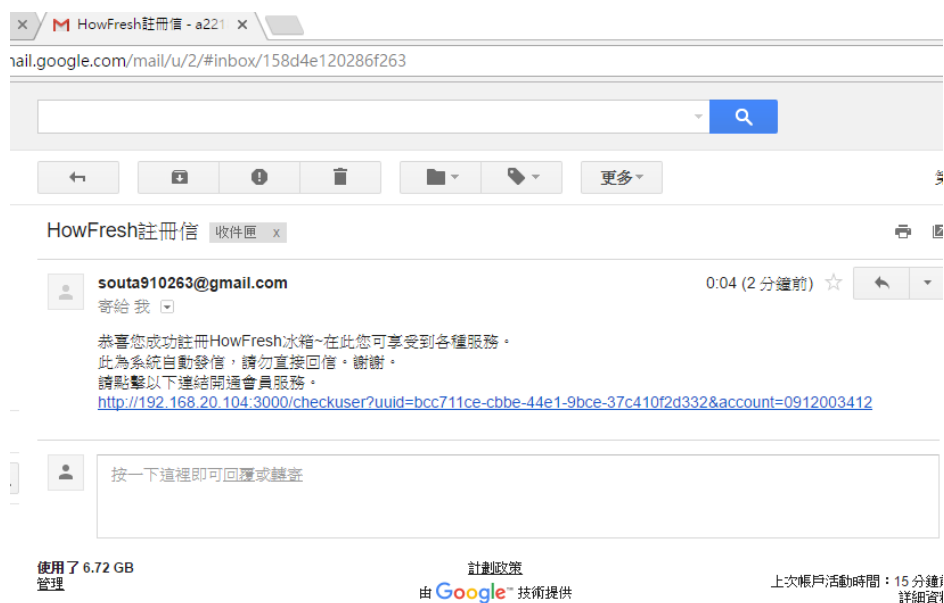 HowFresh註冊信 - a221
mail.google.com/mail/u/2/#inbox/158d4e120286f263
更多
HowFresh註冊信 收件匣 x
souta910263@gmail.com 0:04 (2 分鐘前)
寄給 我
恭喜您成功註冊HowFresh冰箱~在此您可享受到各種服務。
此為系統自動發信，請勿直接回信。謝謝。
請點擊以下連結開通會員服務。
http://192.168.20.104:3000/checkuser?uuid=bcc711ce-cbbe-44e1-9bce-37c410f2d332&account=0912003412
按一下這裡即可回覆或轉寄
使用了 6.72 GB
管理
計劃政策
由 Google™ 技術提供
上次帳戶活動時間：15 分鐘前
詳細資料